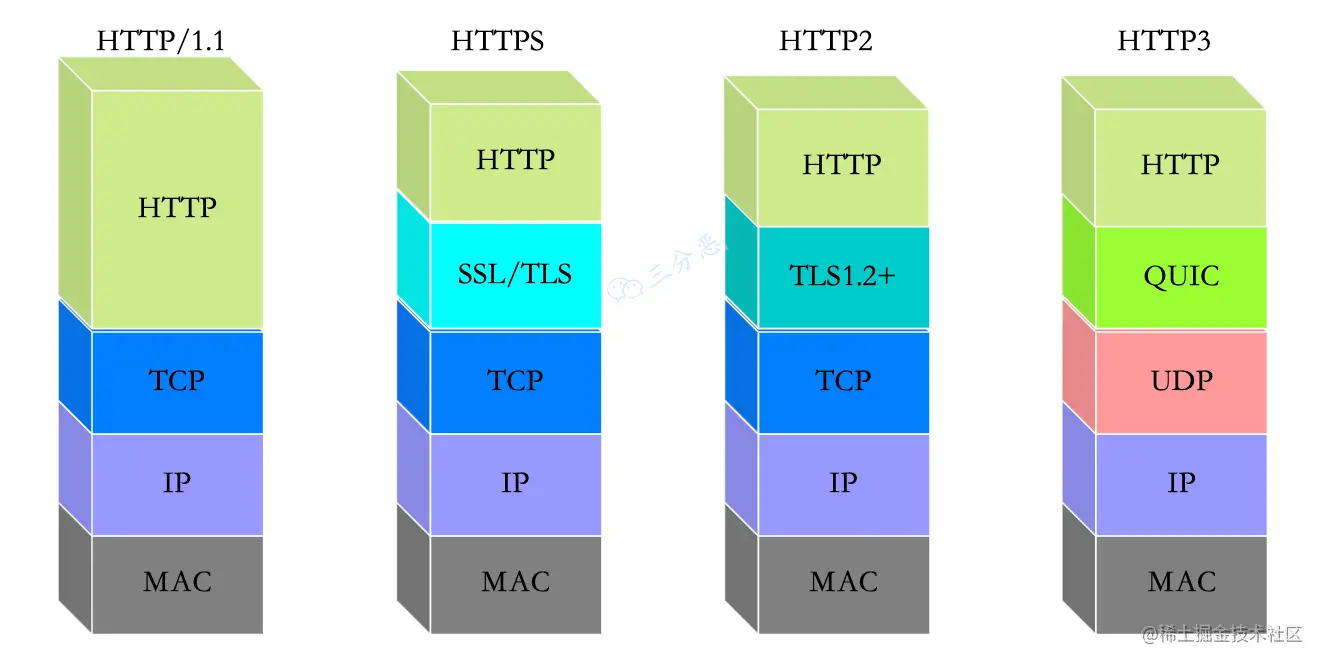 HTTP/1.1
HTTPS
HTTP2
HTTP3
HTTP
HTTP
HTTP
HTTP
SSL/TLS
TLS1.2+
QUIC
三分恶
TCP
TCP
TCP
UDP
IP
IP
IP
IP
MAC
MAC
MAC
MAC
@稀土掘金技术社区